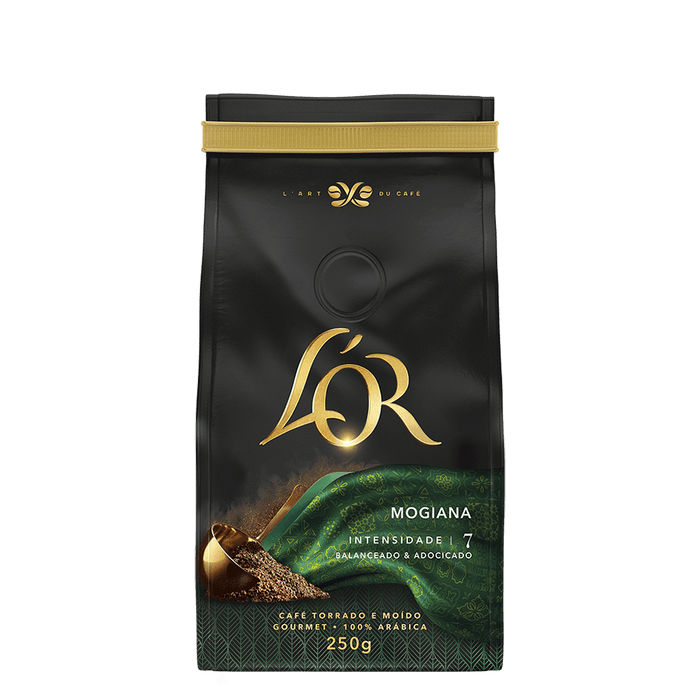 L'ART DU CAFÉ
L'OR
MOGIANA
INTENSIDADE | 7
BALANCEADO & ADOCICADO
CAFÉ TORRADO E MOÍDO
GOURMET • 100% ARÁBICA
250g